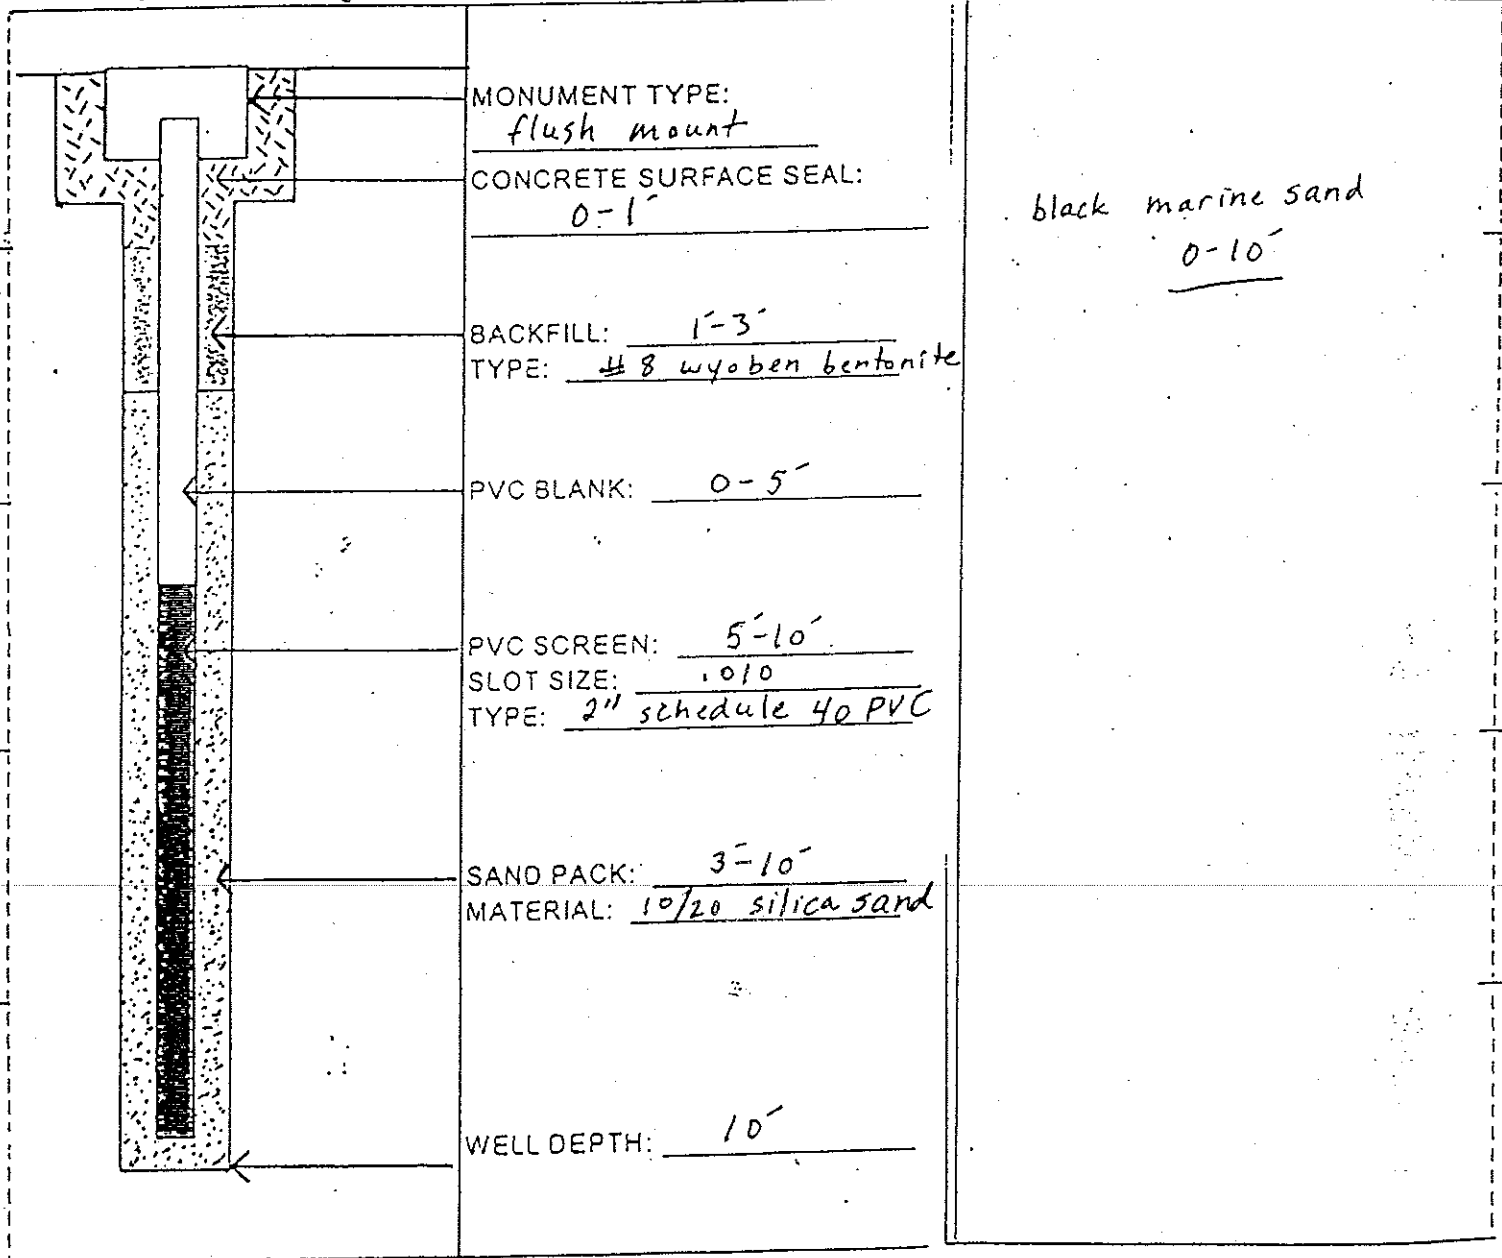 MONUMENT TYPE:
flush mount
CONCRETE SURFACE SEAL:
0-1'
BACKFILL: 1'-3'
TYPE: #8 wyoben bentonite
PVC BLANK: 0-5'
PVC SCREEN: 5'-10'
SLOT SIZE: .010
TYPE: 2" schedule 40 PVC
SAND PACK: 3'-10'
MATERIAL: 10/20 silica sand
WELL DEPTH: 10'
black marine sand
0-10'